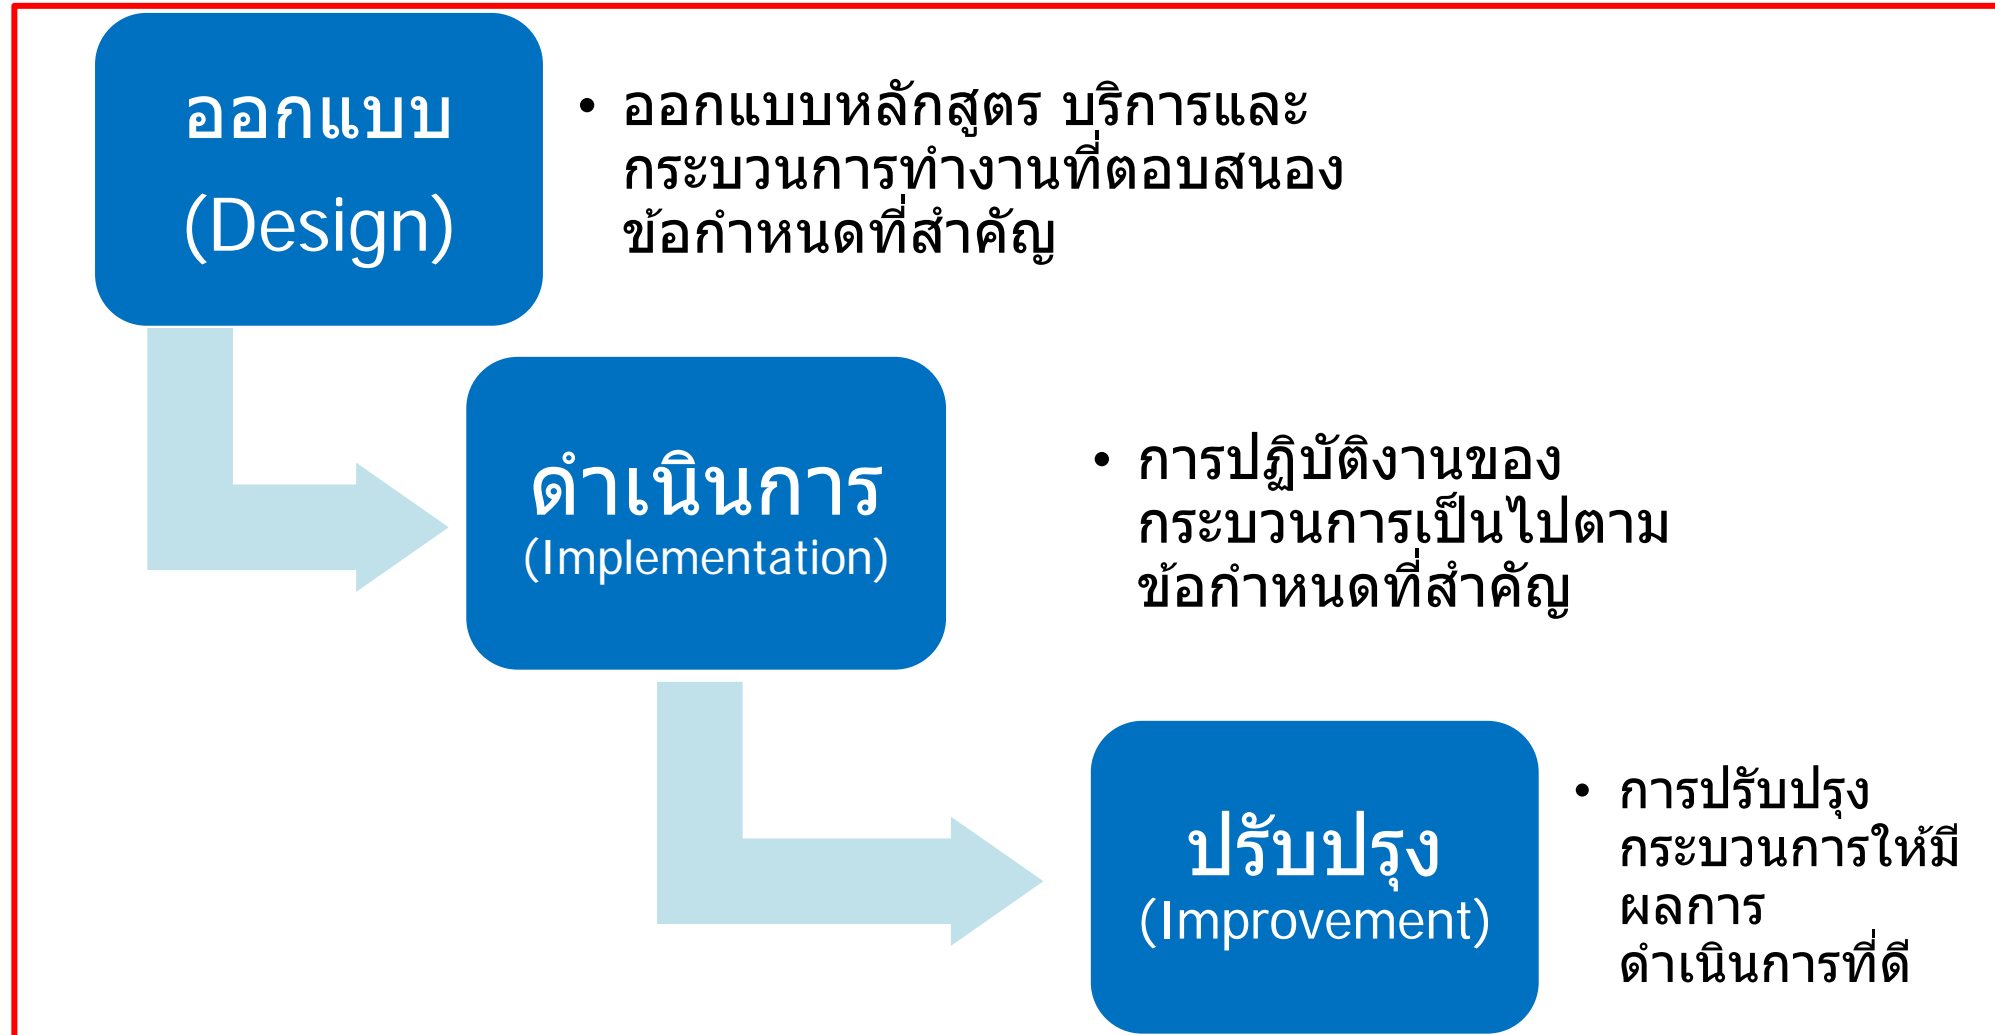 ออกแบบ
(Design)
• ออกแบบหลักสูตร บริการและ
กระบวนการทำงานที่ตอบสนอง
ข้อกำหนดที่สำคัญ
ดำเนินการ
(Implementation)
• การปฏิบัติงานของ
กระบวนการเป็นไปตาม
ข้อกำหนดที่สำคัญ
ปรับปรุง
(Improvement)
• การปรับปรุง
กระบวนการให้มี
ผลการ
ดำเนินการที่ดี